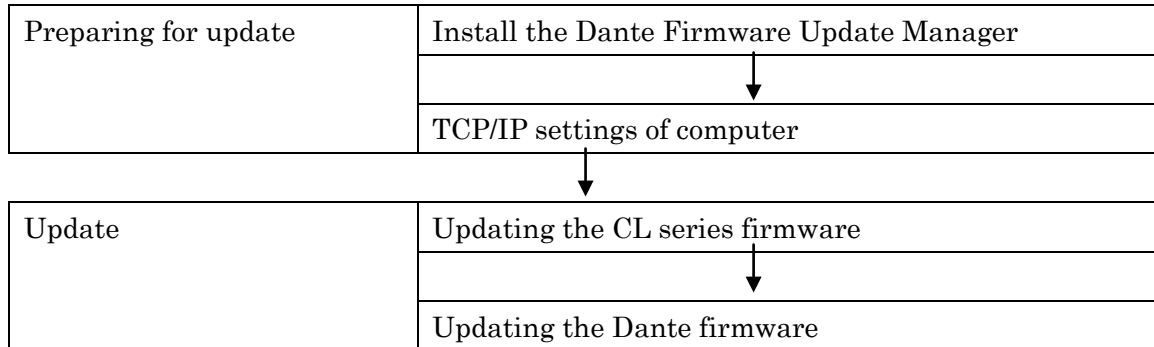 Preparing for update
Install the Dante Firmware Update Manager
TCP/IP settings of computer
Update
Updating the CL series firmware
Updating the Dante firmware